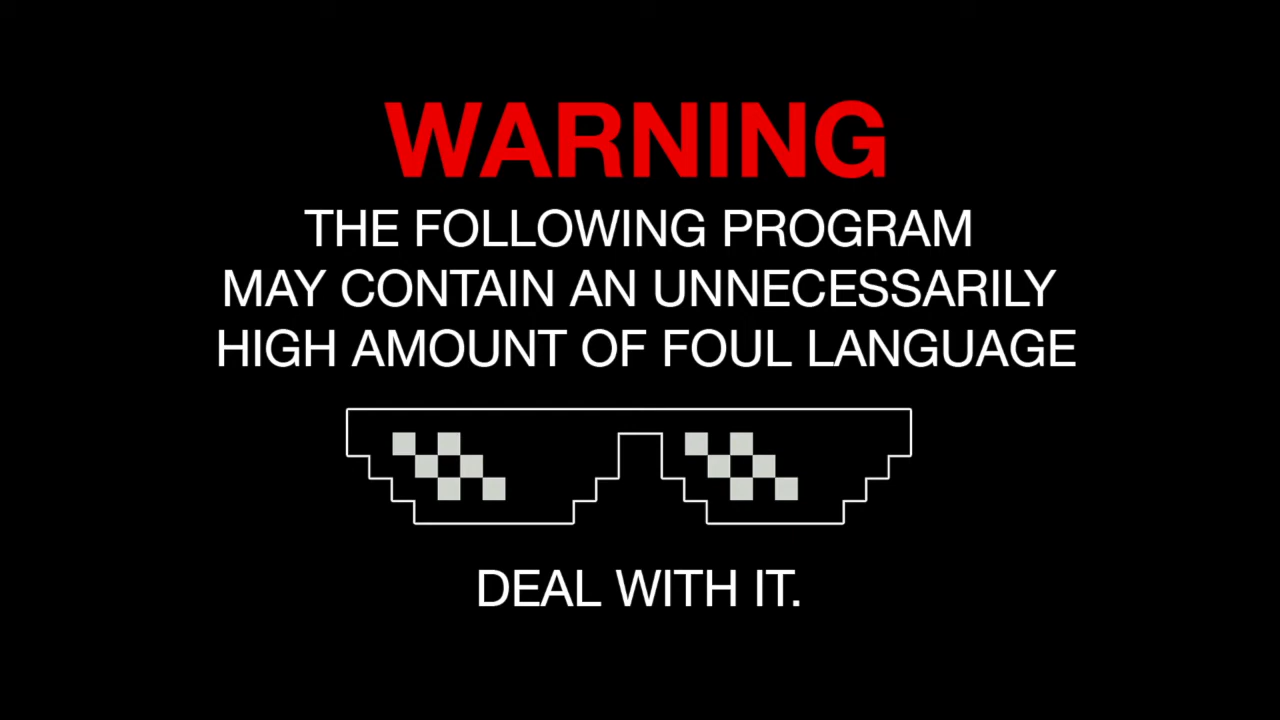 WARNING
THE FOLLOWING PROGRAM
MAY CONTAIN AN UNNECESSARILY
HIGH AMOUNT OF FOUL LANGUAGE
DEAL WITH IT.